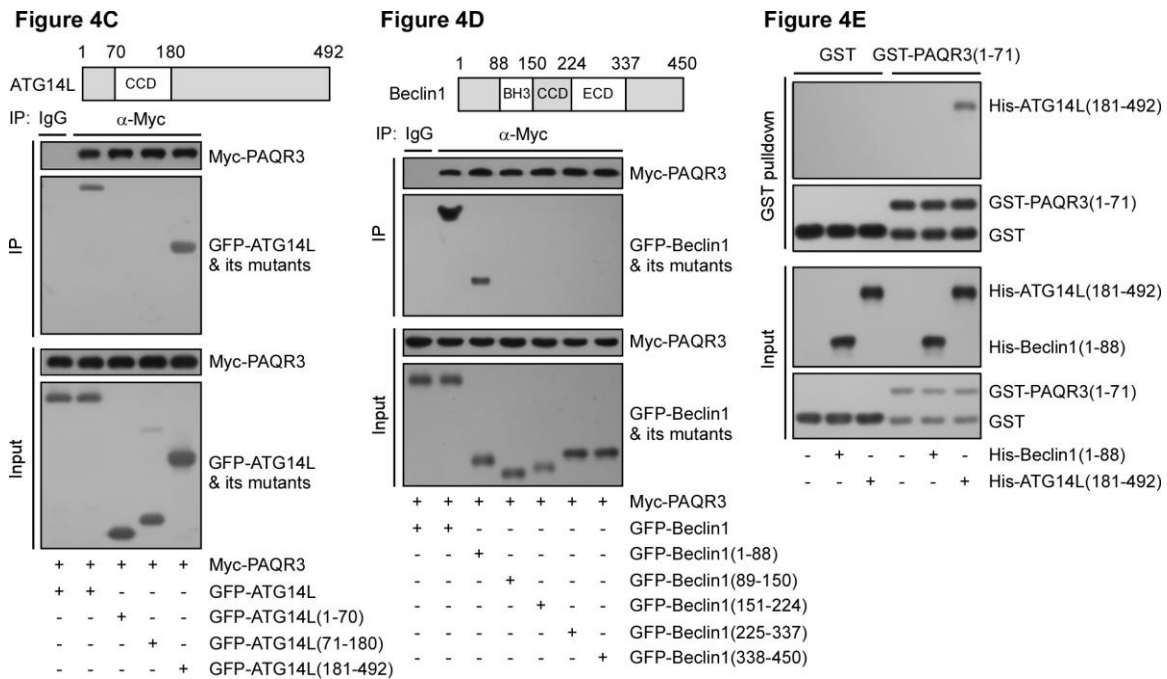 Figure 4C
1 70 180 492
ATG14L CCD
IP: IgG α-Myc
IP
Myc-PAQR3
GFP-ATG14L
& its mutants
Input
Myc-PAQR3
GFP-ATG14L
& its mutants
+ + + + + Myc-PAQR3
+ + - - - GFP-ATG14L
- - + - - GFP-ATG14L(1-70)
- - - + - GFP-ATG14L(71-180)
- - - - + GFP-ATG14L(181-492)
Figure 4D
1 88 150 224 337 450
Beclin1 BH3 CCD ECD
IP: IgG α-Myc
IP
Myc-PAQR3
GFP-Beclin1
& its mutants
Input
Myc-PAQR3
GFP-Beclin1
& its mutants
+ + + + + + + Myc-PAQR3
+ + - - - - - GFP-Beclin1
- - + - - - - GFP-Beclin1(1-88)
- - - + - - - GFP-Beclin1(89-150)
- - - - + - - GFP-Beclin1(151-224)
- - - - - + - GFP-Beclin1(225-337)
- - - - - - + GFP-Beclin1(338-450)
Figure 4E
GST GST-PAQR3(1-71)
GST pulldown
His-ATG14L(181-492)
GST-PAQR3(1-71)
GST
Input
His-ATG14L(181-492)
His-Beclin1(1-88)
GST-PAQR3(1-71)
GST
- + - - + - His-Beclin1(1-88)
- - + - - + His-ATG14L(181-492)